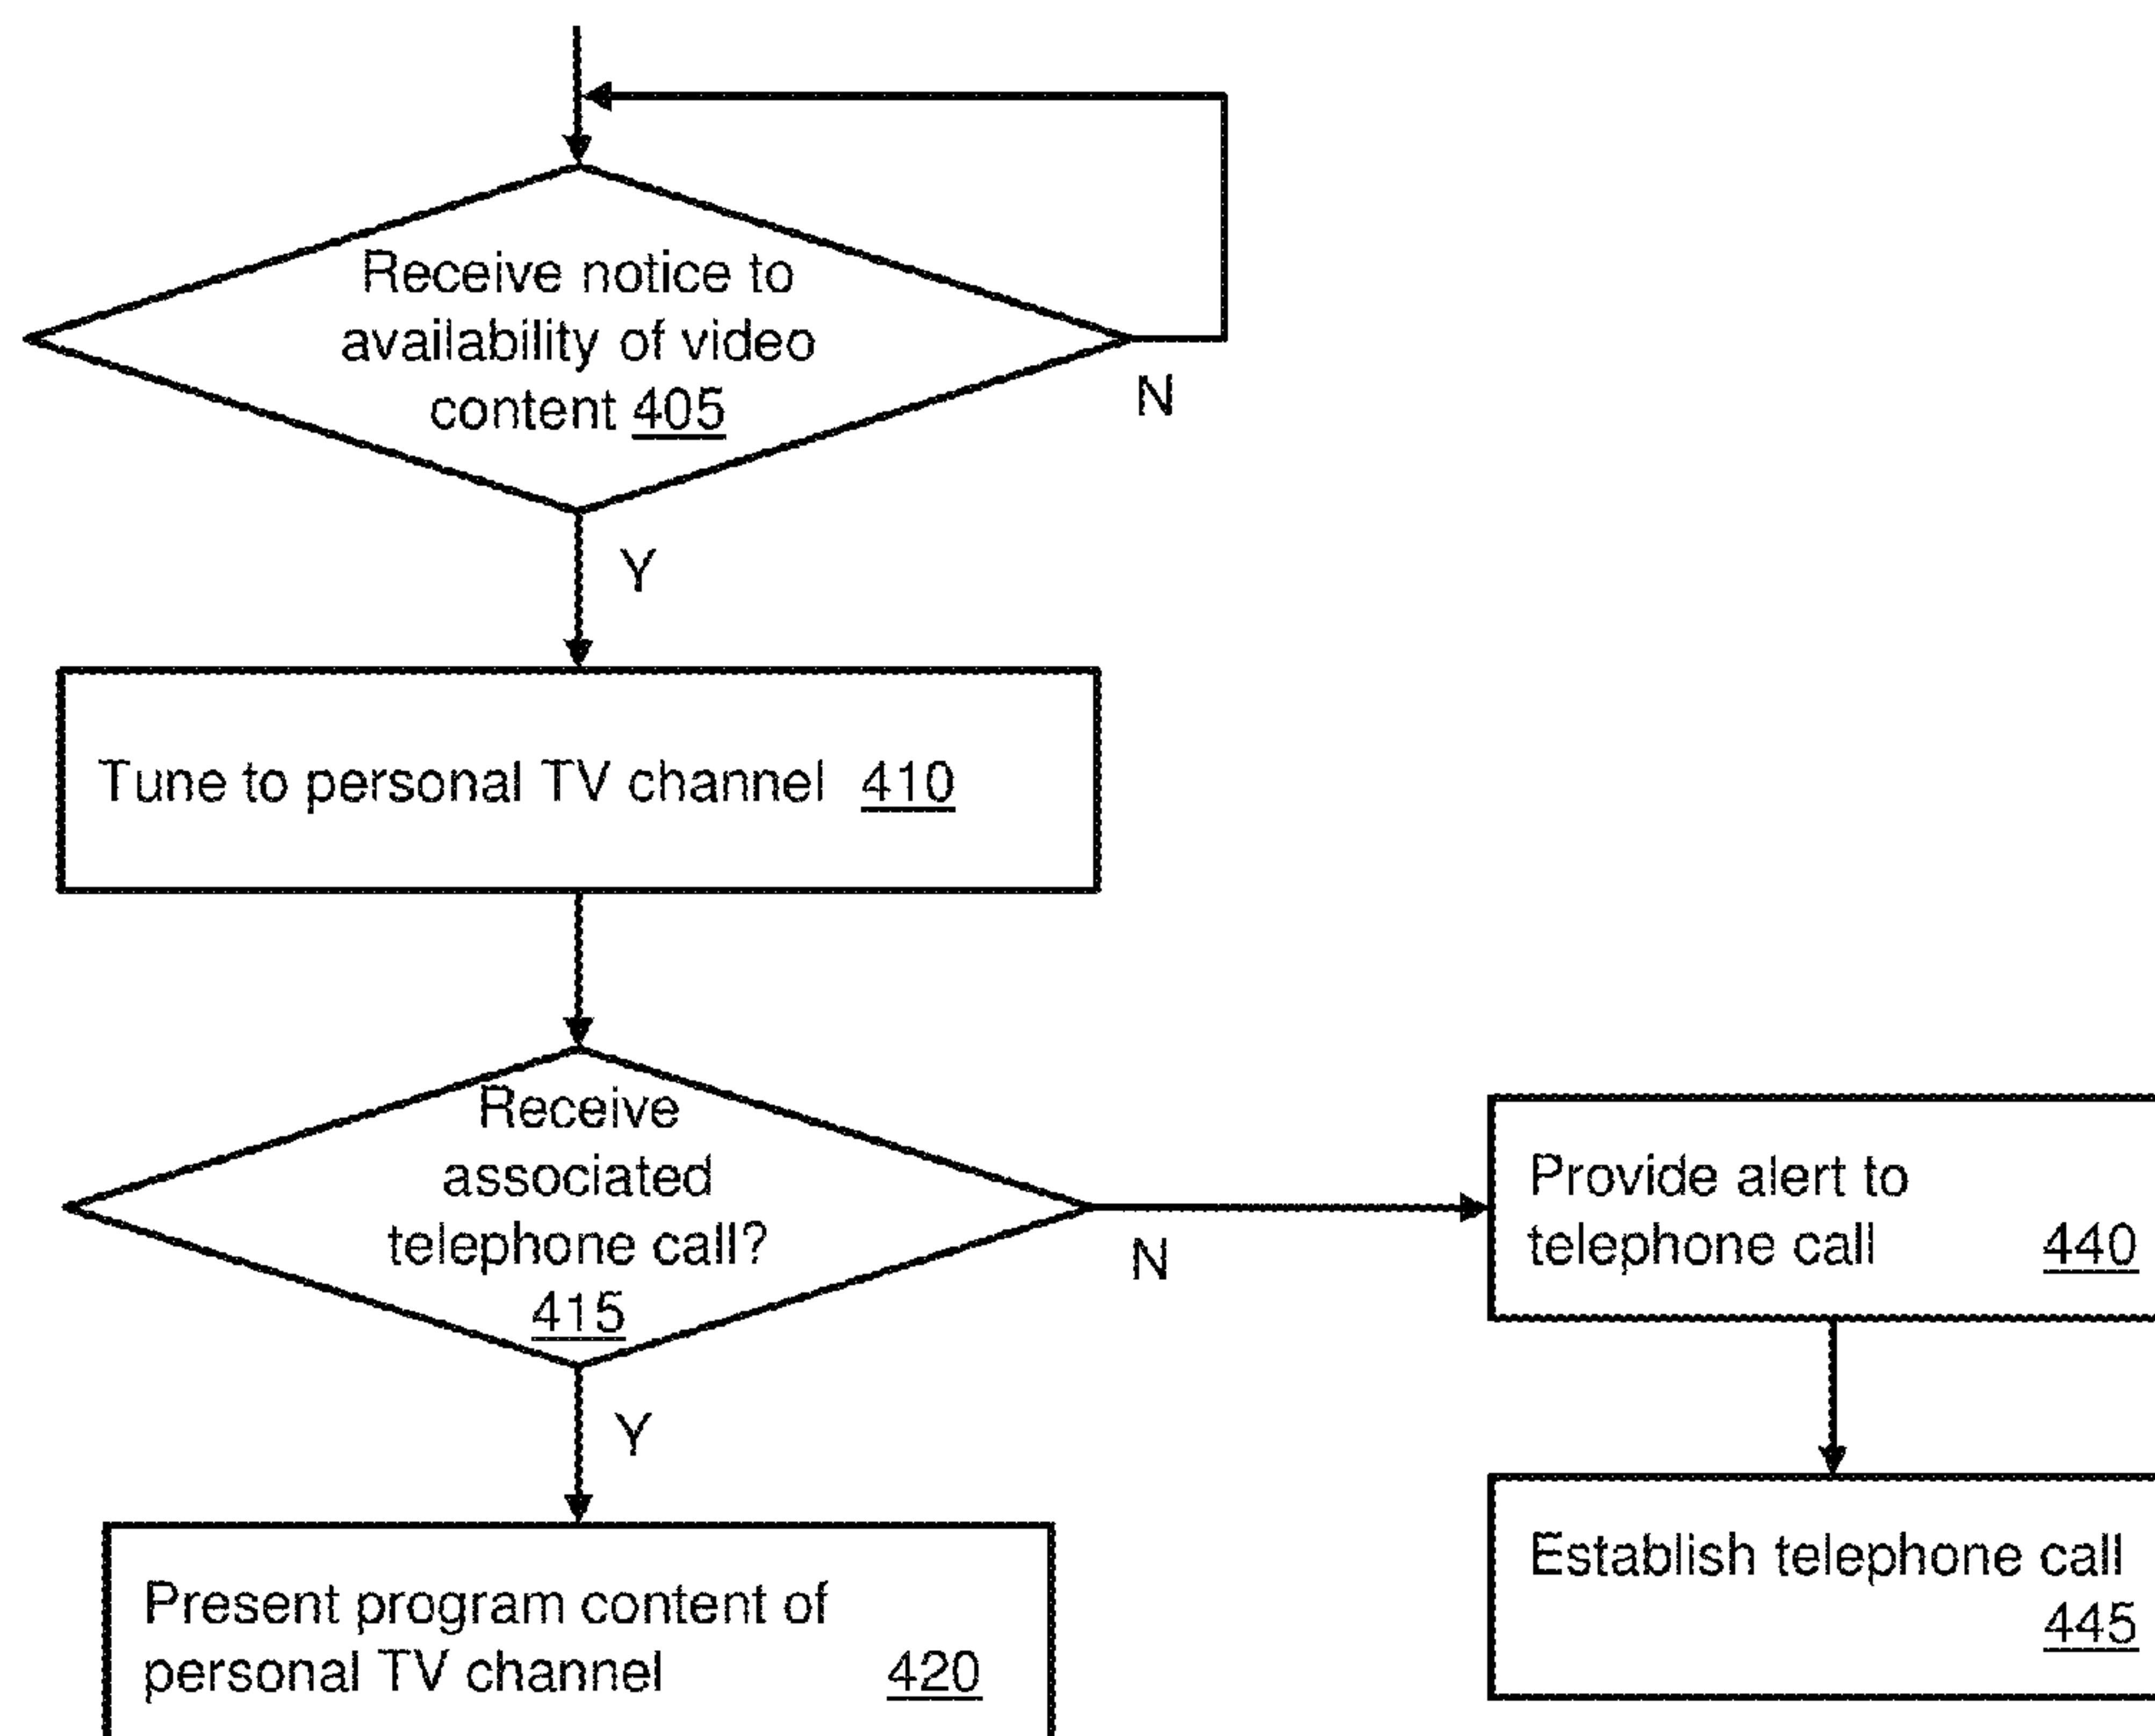 Receive notice to
availability of video
content 405
N
Y
Tune to personal TV channel 410
Receive
associated
telephone call?
415
N
Y
Provide alert to
telephone call 440
Establish telephone call
445
Present program content of
personal TV channel 420